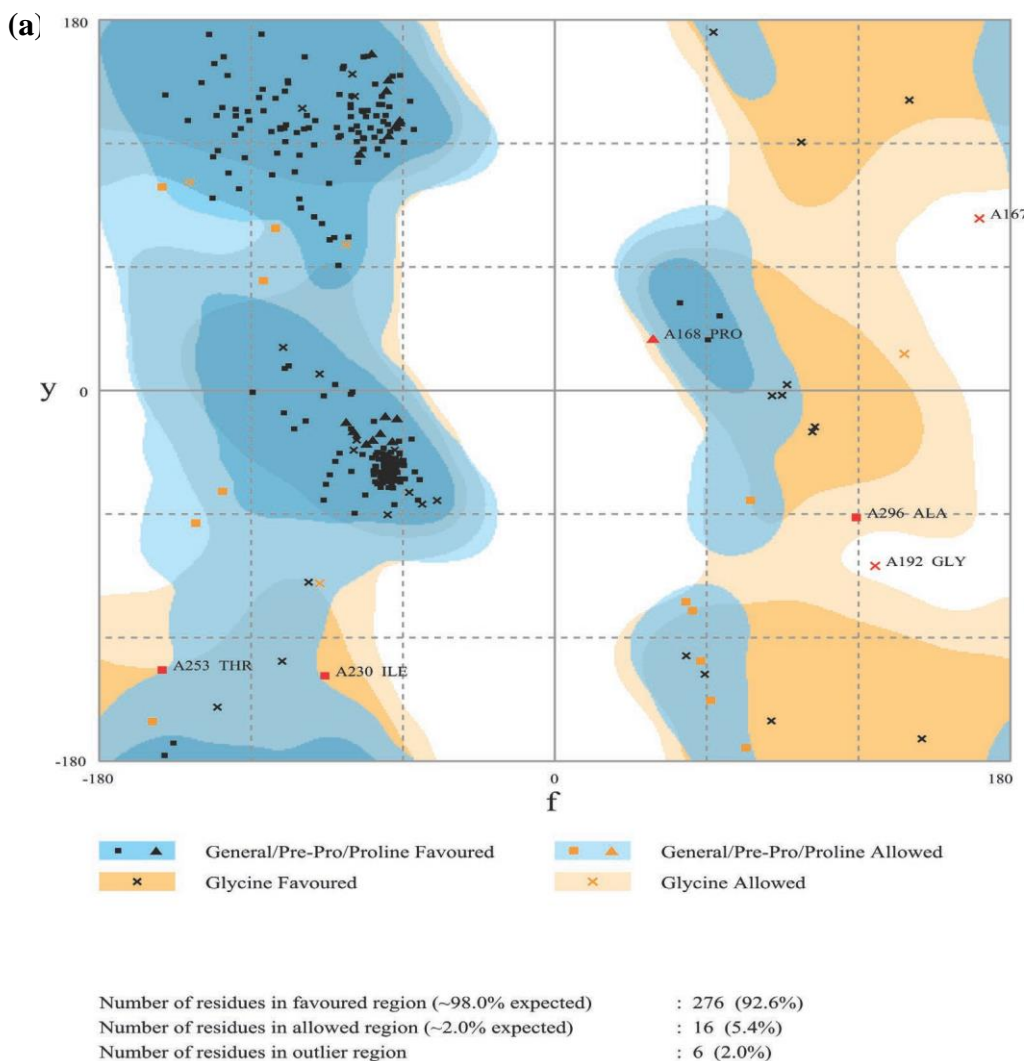 (a)
180
A167
A168 PRO
y
0
A296 ALA
A192 GLY
A253 THR
A230 ILE
-180
-180
0
180
f
General/Pre-Pro/Proline Favoured
General/Pre-Pro/Proline Allowed
Glycine Favoured
Glycine Allowed
Number of residues in favoured region (~98.0% expected) : 276 (92.6%)
Number of residues in allowed region (~2.0% expected) : 16 (5.4%)
Number of residues in outlier region : 6 (2.0%)